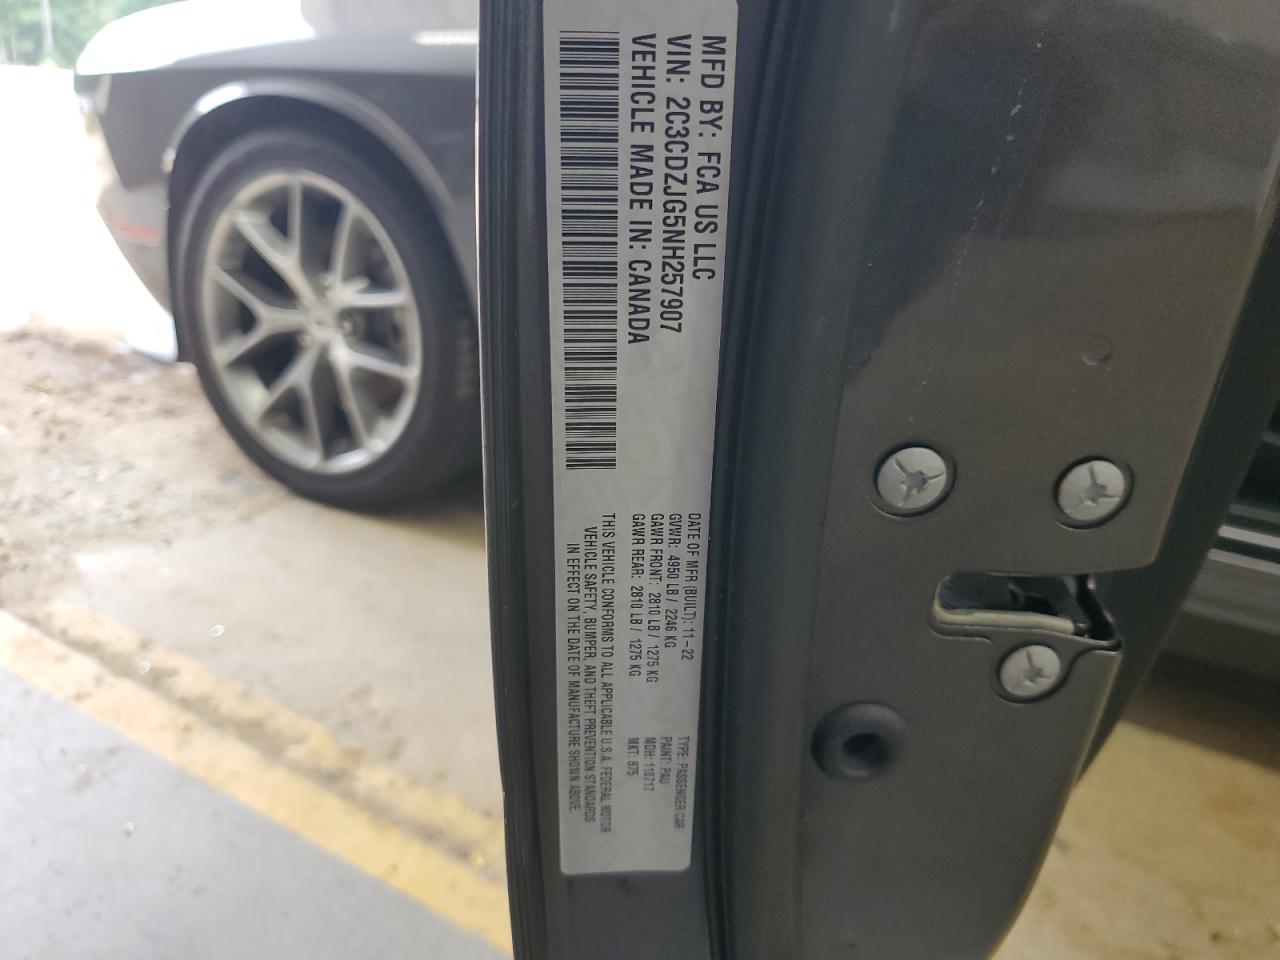 MFD BY: FCA US LLC
VIN: 2C3CDZJG5NH257907
VEHICLE MADE IN: CANADA
DATE OF MFR (BUILT): 11-22
GVWR: 4950 LB / 2246 KG
GAWR FRONT: 2810 LB / 1275 KG
GAWR REAR: 2810 LB / 1275 KG
TYPE: PASSENGER CAR
PAINT: PAU
MDH: 110717
MKT: 875
THIS VEHICLE CONFORMS TO ALL APPLICABLE U.S.A. FEDERAL MOTOR
VEHICLE SAFETY, BUMPER, AND THEFT PREVENTION STANDARDS
IN EFFECT ON THE DATE OF MANUFACTURE SHOWN ABOVE.